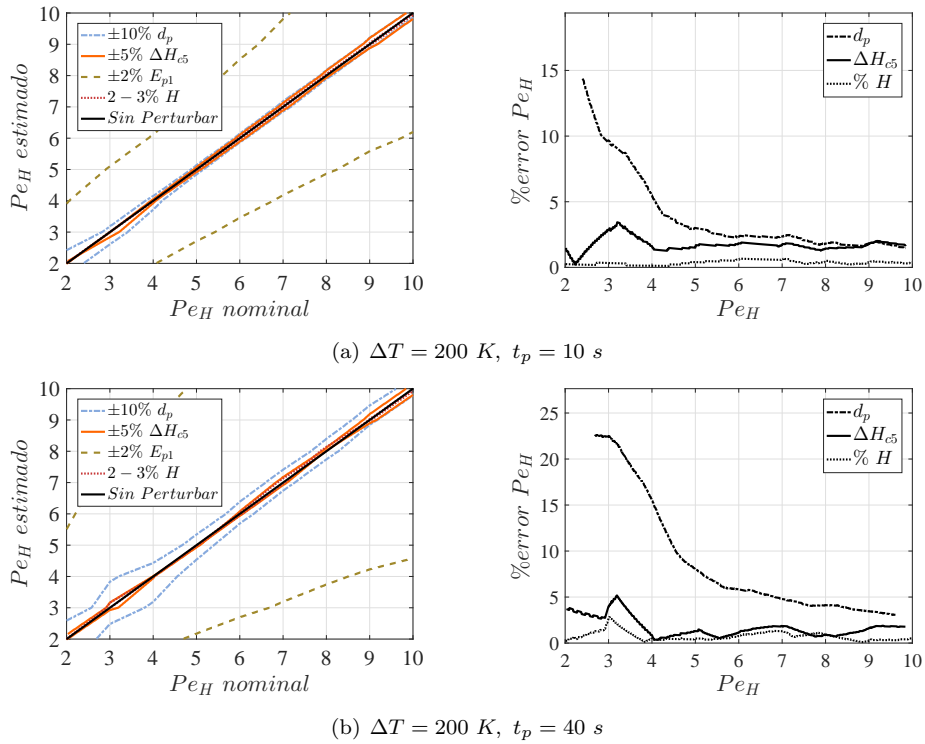 10
9
8
7
6
5
4
3
2
Pe_H estimado
±10% d_p
±5% ΔH_c5
±2% E_p1
2 − 3% H
Sin Perturbar
2 3 4 5 6 7 8 9 10
Pe_H nominal
15
10
5
0
%error Pe_H
d_p
ΔH_c5
% H
2 3 4 5 6 7 8 9 10
Pe_H
(a) ΔT = 200 K, t_p = 10 s
10
9
8
7
6
5
4
3
2
Pe_H estimado
±10% d_p
±5% ΔH_c5
±2% E_p1
2 − 3% H
Sin Perturbar
2 3 4 5 6 7 8 9 10
Pe_H nominal
25
20
15
10
5
0
%error Pe_H
d_p
ΔH_c5
% H
2 3 4 5 6 7 8 9 10
Pe_H
(b) ΔT = 200 K, t_p = 40 s